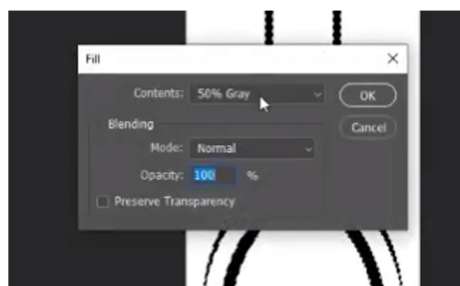 Fill
Contents: 50% Gray
OK
Blending
Cancel
Mode: Normal
Opacity: 100 %
Preserve Transparency